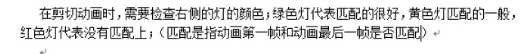 在剪切动画时,需要检查右侧的灯的颜色;绿色灯代表匹配的很好,黄色灯匹配的一般,
红色灯代表没有匹配上;(匹配是指动画第一帧和动画最后一帧是否匹配)